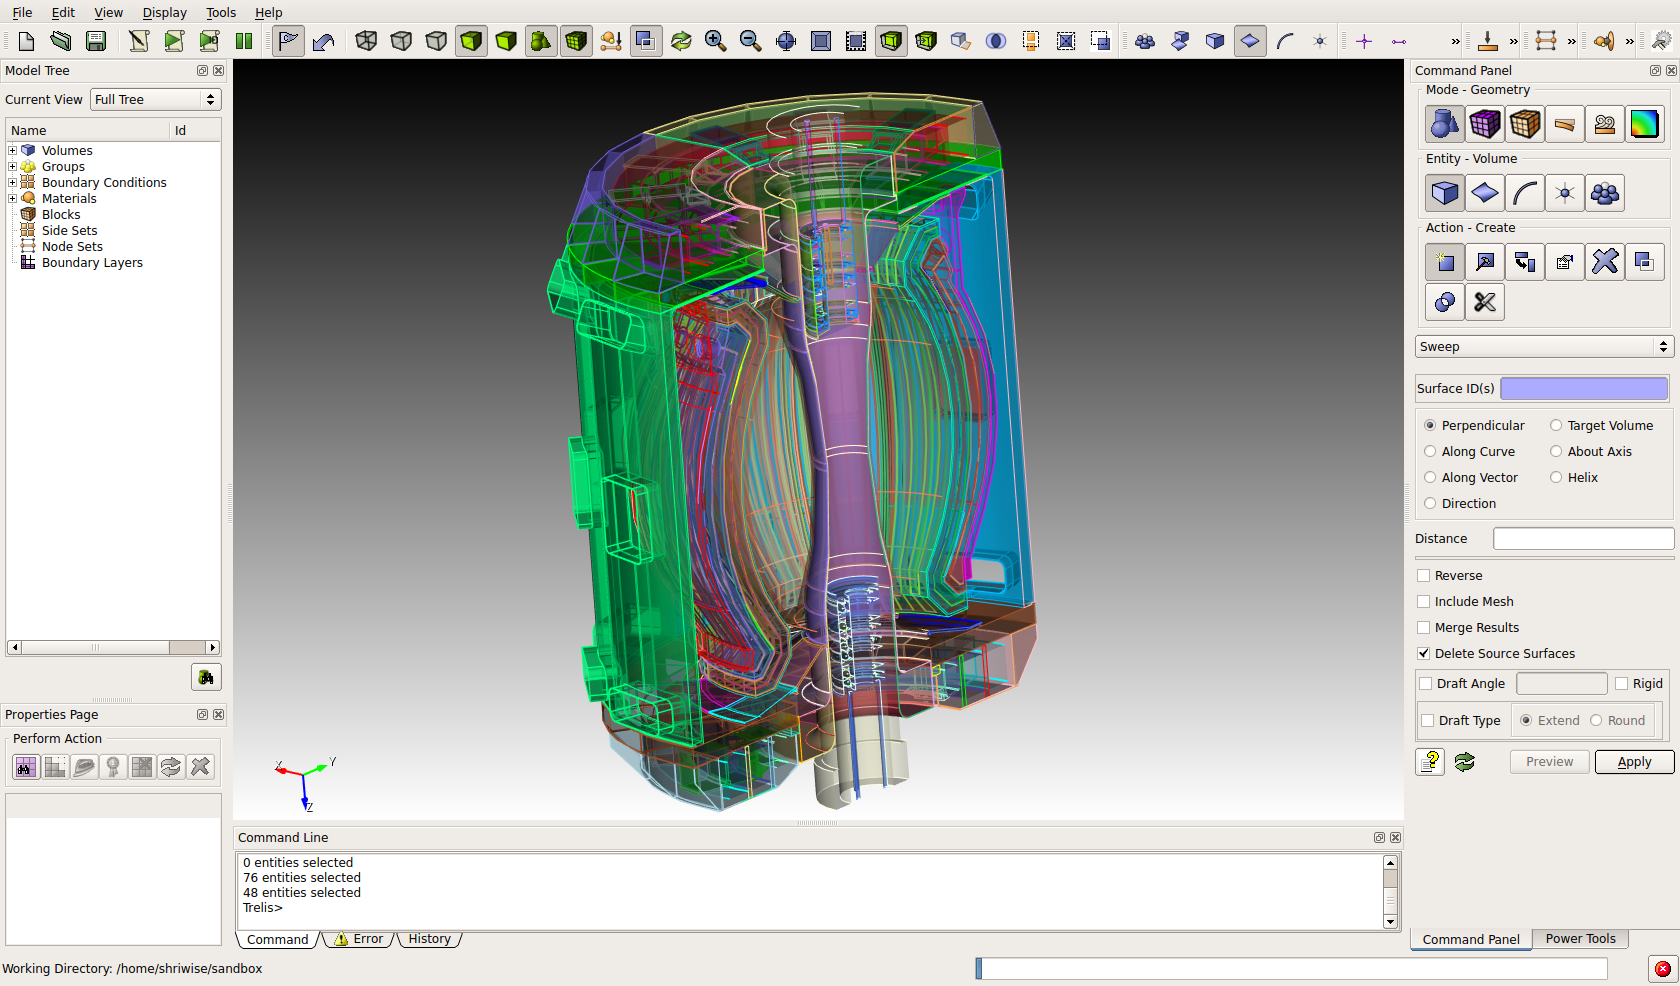 File Edit View Display Tools Help
Model Tree
Current View Full Tree
Name Id
Volumes
Groups
Boundary Conditions
Materials
Blocks
Side Sets
Node Sets
Boundary Layers
Properties Page
Perform Action
X Y
Z
Command Line
0 entities selected
76 entities selected
48 entities selected
Trelis>
Command Error History
Working Directory: /home/shriwise/sandbox
Command Panel
Mode - Geometry
Entity - Volume
Action - Create
Sweep
Surface ID(s)
Perpendicular Target Volume
Along Curve About Axis
Along Vector Helix
Direction
Distance
Reverse
Include Mesh
Merge Results
Delete Source Surfaces
Draft Angle Rigid
Draft Type Extend Round
Preview Apply
Command Panel Power Tools